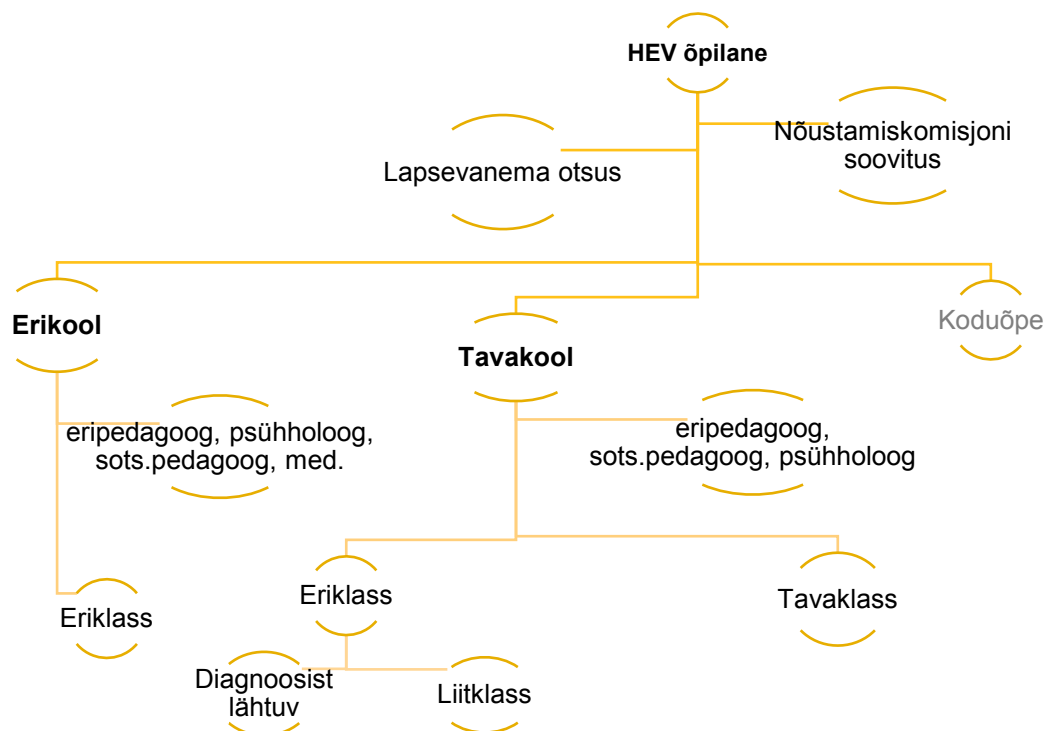 HEV õpilane
Nõustamiskomisjoni
soovitus
Lapsevanema otsus
Erikool
Tavakool
Koduõpe
eripedagoog, psühholoog,
sots.pedagoog, med.
eripedagoog,
sots.pedagoog, psühholoog
Eriklass
Eriklass
Tavaklass
Diagnoosist
lähtuv
Liitklass